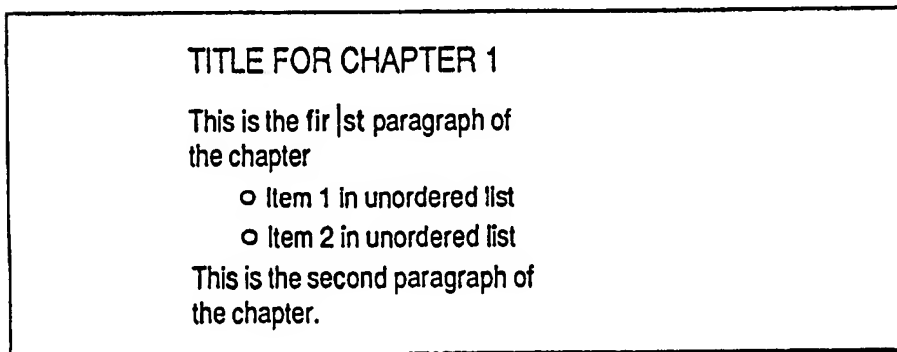 TITLE FOR CHAPTER 1
This is the fir|st paragraph of
the chapter
o Item 1 in unordered list
o Item 2 in unordered list
This is the second paragraph of
the chapter.